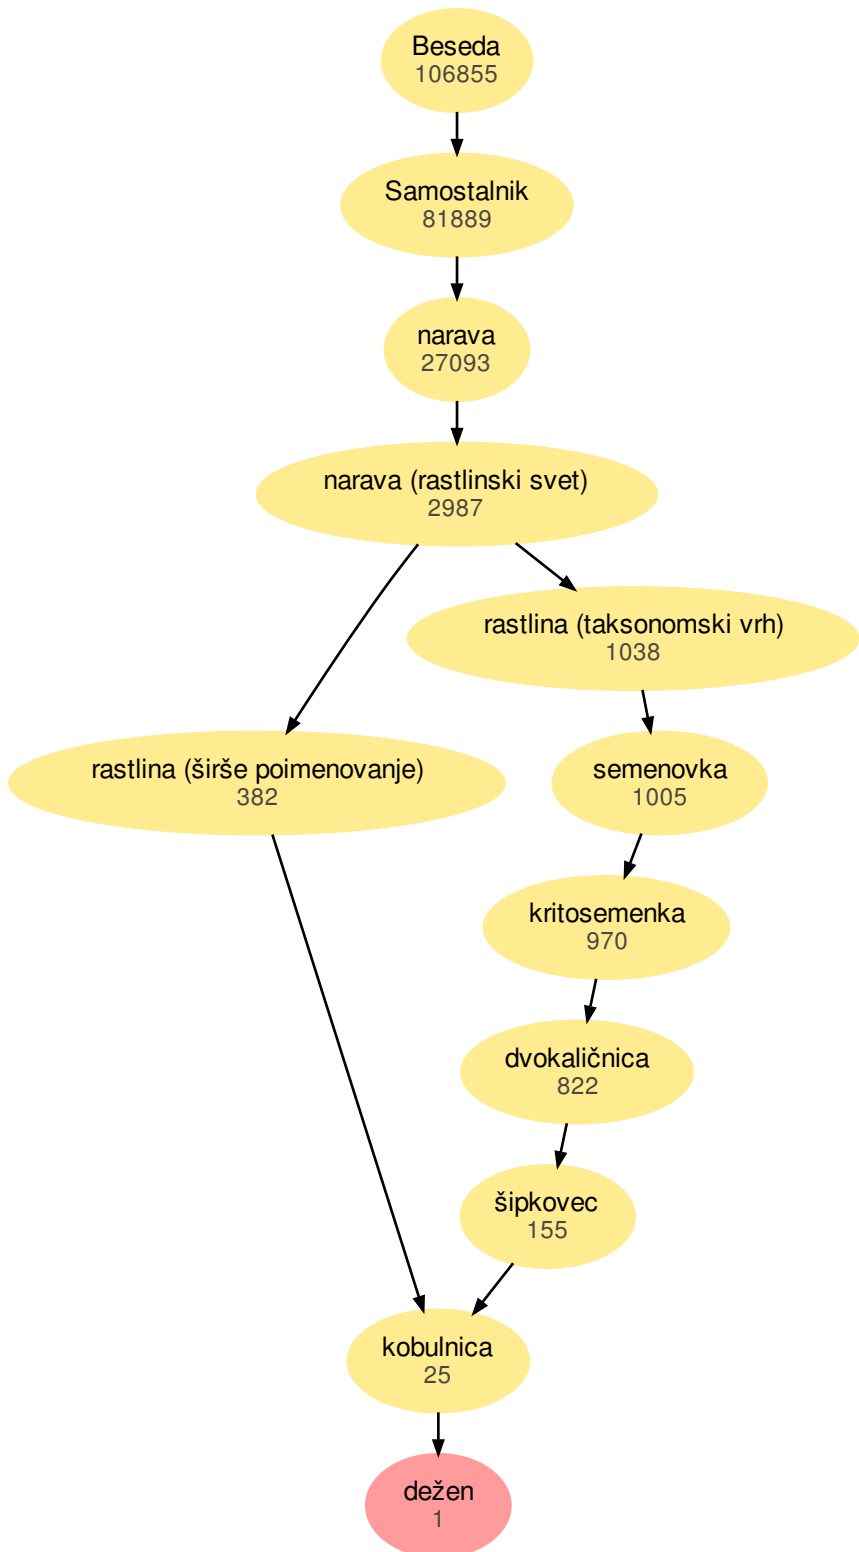 Beseda
106855
Samostalnik
81889
narava
27093
narava (rastlinski svet)
2987
rastlina (taksonomski vrh)
1038
rastlina (širše poimenovanje)
382
semenovka
1005
kritosemenka
970
dvokaličnica
822
šipkovec
155
kobulnica
25
dežen
1